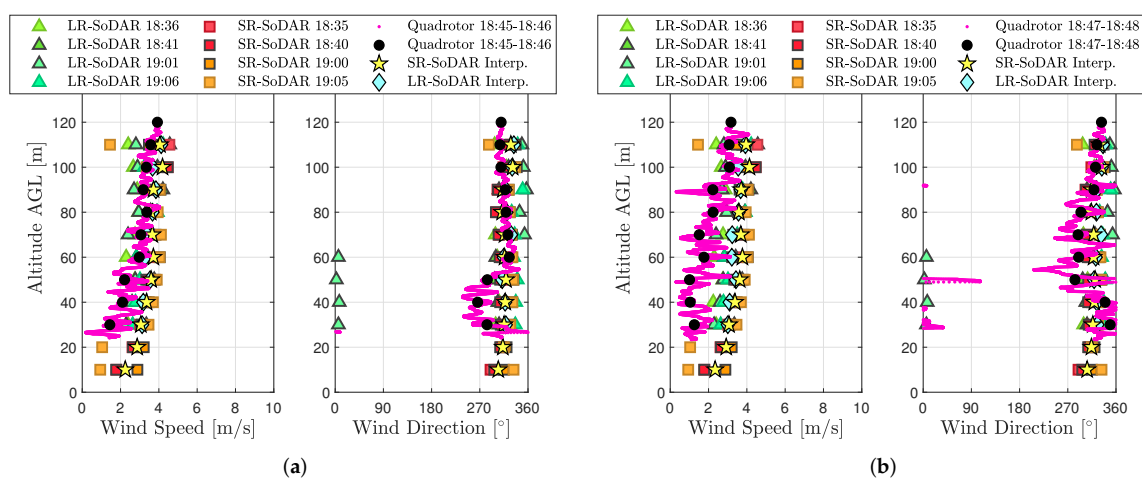 LR-SoDAR 18:36 SR-SoDAR 18:35 Quadrotor 18:45-18:46
LR-SoDAR 18:41 SR-SoDAR 18:40 Quadrotor 18:45-18:46
LR-SoDAR 19:01 SR-SoDAR 19:00 SR-SoDAR Interp.
LR-SoDAR 19:06 SR-SoDAR 19:05 LR-SoDAR Interp.
Altitude AGL [m]
120
100
80
60
40
20
0
0 2 4 6 8 10
Wind Speed [m/s]
120
100
80
60
40
20
0
0 90 180 270 360
Wind Direction [°]
(a)
LR-SoDAR 18:36 SR-SoDAR 18:35 Quadrotor 18:47-18:48
LR-SoDAR 18:41 SR-SoDAR 18:40 Quadrotor 18:47-18:48
LR-SoDAR 19:01 SR-SoDAR 19:00 SR-SoDAR Interp.
LR-SoDAR 19:06 SR-SoDAR 19:05 LR-SoDAR Interp.
Altitude AGL [m]
120
100
80
60
40
20
0
0 2 4 6 8 10
Wind Speed [m/s]
120
100
80
60
40
20
0
0 90 180 270 360
Wind Direction [°]
(b)